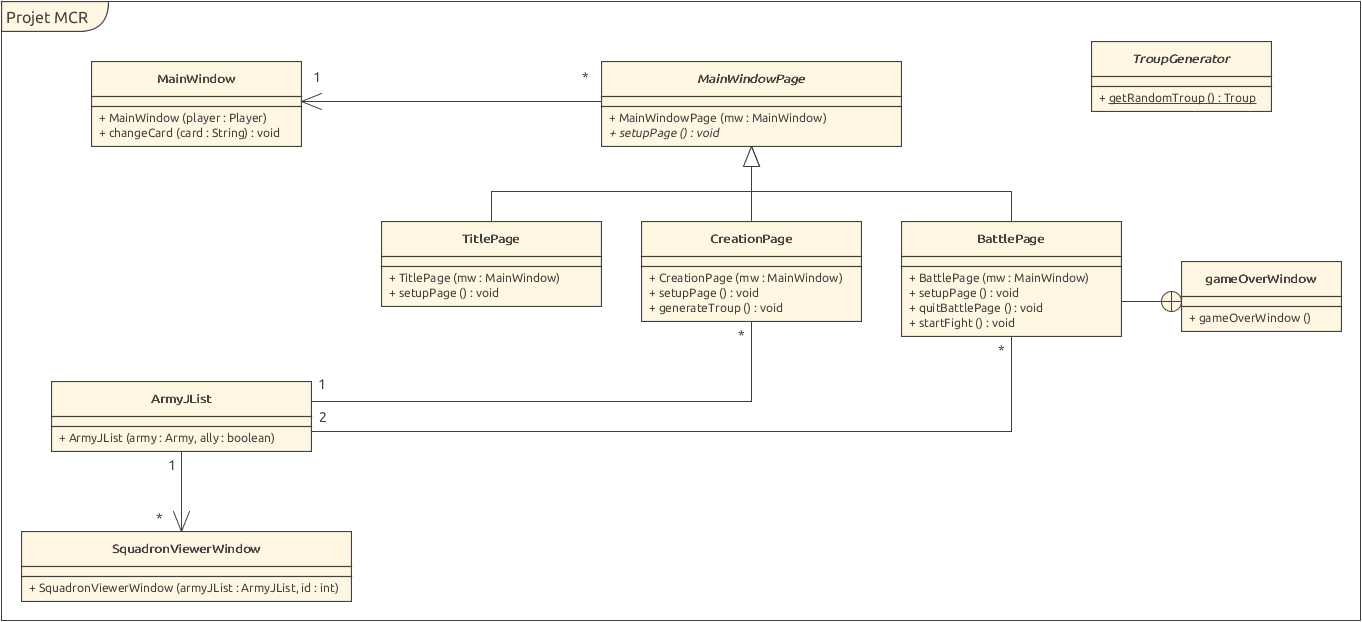 Projet MCR
MainWindow
+ MainWindow (player : Player)
+ changeCard (card : String) : void
1
*
MainWindowPage
+ MainWindowPage (mw : MainWindow)
+ setupPage () : void
TroupGenerator
+ getRandomTroup () : Troup
TitlePage
+ TitlePage (mw : MainWindow)
+ setupPage () : void
CreationPage
+ CreationPage (mw : MainWindow)
+ setupPage () : void
+ generateTroup () : void
BattlePage
+ BattlePage (mw : MainWindow)
+ setupPage () : void
+ quitBattlePage () : void
+ startFight () : void
gameOverWindow
+ gameOverWindow ()
*
*
1
2
ArmyJList
+ ArmyJList (army : Army, ally : boolean)
1
*
SquadronViewerWindow
+ SquadronViewerWindow (armyJList : ArmyJList, id : int)